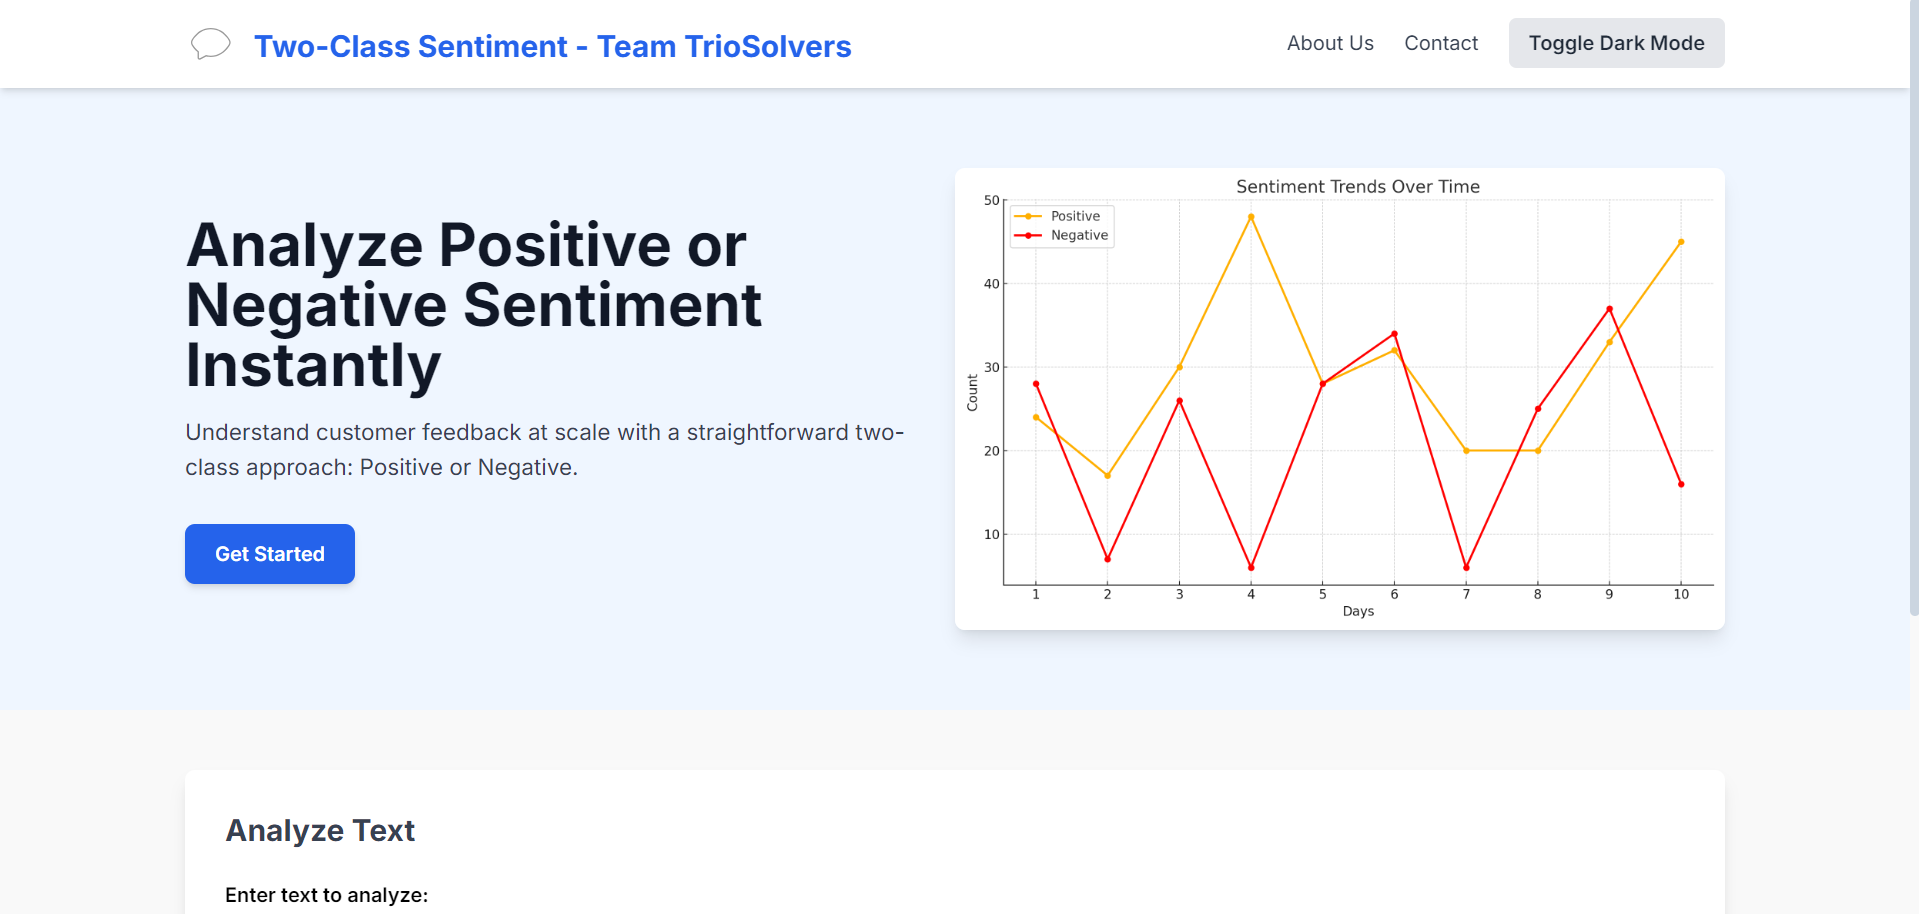 Two-Class Sentiment - Team TrioSolvers
About Us
Contact
Toggle Dark Mode
Analyze Positive or
Negative Sentiment
Instantly
Understand customer feedback at scale with a straightforward two-
class approach: Positive or Negative.
Get Started
Sentiment Trends Over Time
Positive
Negative
50
40
30
20
10
Count
1 2 3 4 5 6 7 8 9 10
Days
Analyze Text
Enter text to analyze: